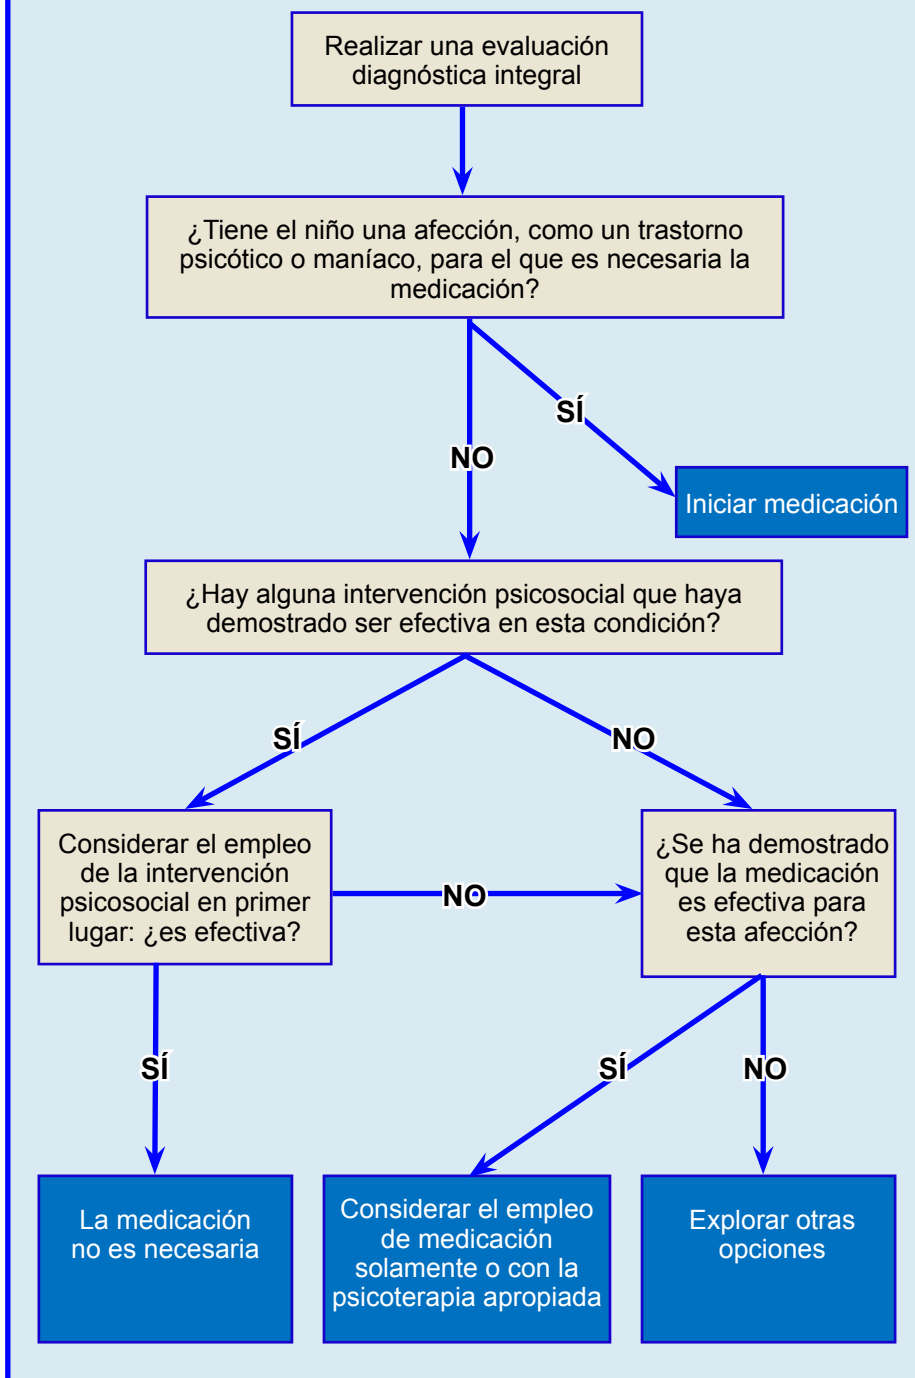 Realizar una evaluación
diagnóstica integral
¿Tiene el niño una afección, como un trastorno
psicótico o maníaco, para el que es necesaria la
medicación?
SÍ
NO
Iniciar medicación
¿Hay alguna intervención psicosocial que haya
demostrado ser efectiva en esta condición?
SÍ
NO
Considerar el empleo
de la intervención
psicosocial en primer
lugar: ¿es efectiva?
NO
¿Se ha demostrado
que la medicación
es efectiva para
esta afección?
SÍ
SÍ
NO
La medicación
no es necesaria
Considerar el empleo
de medicación
solamente o con la
psicoterapia apropiada
Explorar otras
opciones